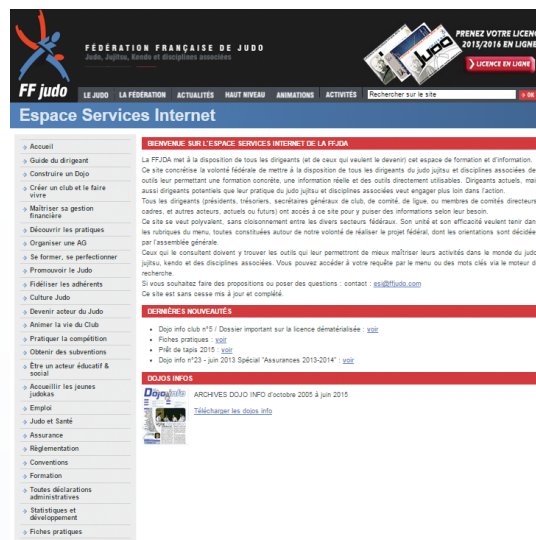 PRENEZ VOTRE LICENC
2015/2016 EN LIGNE
LICENCE EN LIGNE
FÉDÉRATION FRANÇAISE DE JUDO
Judo, Jujitsu, Kendo et disciplines associées
FF judo
LE JUDO LA FÉDÉRATION ACTUALITÉS HAUT NIVEAU ANIMATIONS ACTIVITÉS Rechercher sur le site OK
Espace Services Internet
Accueil
Guide du dirigeant
Construire un Dojo
Créer un club et le faire
vivre
Maîtriser sa gestion
financière
Découvrir les pratiques
Organiser une AG
Se former, se perfectionner
Promouvoir le Judo
Fidéliser les adhérents
Culture Judo
Devenir acteur du Judo
Animer la vie du Club
Pratiquer la compétition
Obtenir des subventions
Être un acteur éducatif &
social
Accueillir les jeunes
judokas
Emploi
Judo et Santé
Assurance
Règlementation
Conventions
Formation
Toutes déclarations
administratives
Statistiques et
développement
Fiches pratiques
BIENVENUE SUR L'ESPACE SERVICES INTERNET DE LA FFJDA
La FFJDA met à la disposition de tous les dirigeants (et de ceux qui veulent le devenir) cet espace de formation et d'information.
Ce site concrétise la volonté fédérale de mettre à la disposition de tous les dirigeants du judo jujitsu et disciplines associées des
outils leur permettant une formation concrète, une information réelle et des outils directement utilisables. Dirigeants actuels, mai
aussi dirigeants potentiels que leur pratique du judo jujitsu et disciplines associées veut engager plus loin dans l'action.
Tous les dirigeants (présidents, trésoriers, secrétaires généraux de club, de comité, de ligue, ou membres de comités directeurs
cadres, et autres acteurs, actuels ou futurs) ont accès à ce site pour y puiser des informations selon leur besoin.
Ce site se veut polyvalent, sans cloisonnement entre les divers secteurs fédéraux. Son unité et son efficacité veulent tenir dan
les rubriques du menu, toutes constituées autour de notre volonté de réaliser le projet fédéral, dont les orientations sont décidée
par l'assemblée générale.
Ceux qui le consultent doivent y trouver les outils qui leur permettront de mieux maîtriser leurs activités dans le monde du judo
jujitsu, kendo et des disciplines associées. Vous pouvez accéder à votre requête par le menu ou des mots clés via le moteur d
recherche.
Si vous souhaitez faire des propositions ou poser des questions : contact : esi@ffjudo.com
Ce site est sans cesse mis à jour et complété.
DERNIÈRES NOUVEAUTÉS
Dojo info club n°5 / Dossier important sur la licence dématérialisée : voir
Fiches pratiques : voir
Prêt de tapis 2015 : voir
Dojo info n°23 - juin 2013 Spécial "Assurances 2013-2014" : voir
DOJOS INFOS
ARCHIVES DOJO INFO d'octobre 2005 à juin 2015
Télécharger les dojos info